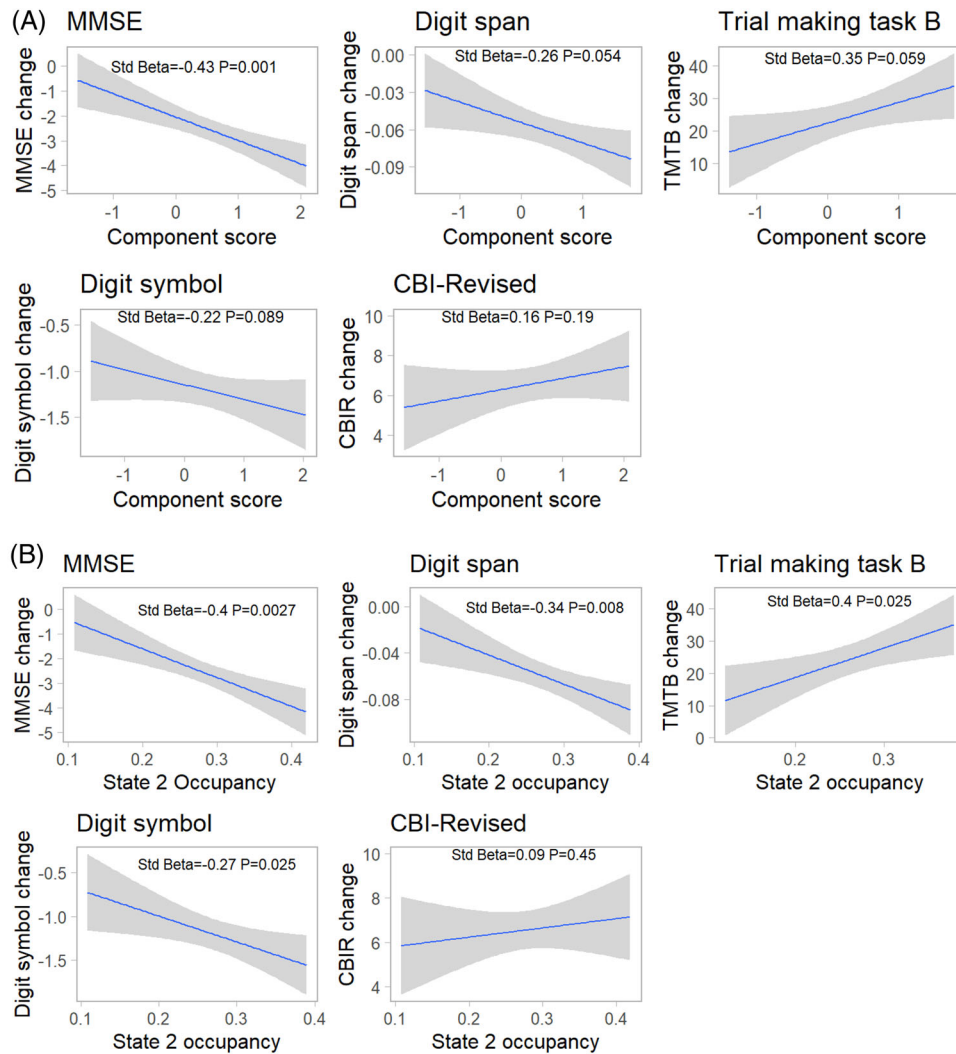 (A)
MMSE
Std Beta=-0.43 P=0.001
MMSE change
0
-1
-2
-3
-4
-5
-1
0
1
2
Component score
Digit span
Std Beta=-0.26 P=0.054
Digit span change
0.00
-0.03
-0.06
-0.09
-1
0
1
Component score
Trial making task B
Std Beta=0.35 P=0.059
TMTB change
40
30
20
10
-1
0
1
Component score
Digit symbol
Std Beta=-0.22 P=0.089
Digit symbol change
-0.5
-1.0
-1.5
-1
0
1
2
Component score
CBI-Revised
Std Beta=0.16 P=0.19
CBIR change
10
8
6
4
-1
0
1
2
Component score
(B)
MMSE
Std Beta=-0.4 P=0.0027
MMSE change
0
-1
-2
-3
-4
-5
0.1
0.2
0.3
0.4
State 2 Occupancy
Digit span
Std Beta=-0.34 P=0.008
Digit span change
0.00
-0.04
-0.08
0.1
0.2
0.3
0.4
State 2 occupancy
Trial making task B
Std Beta=0.4 P=0.025
TMTB change
40
30
20
10
0
0.2
0.3
State 2 occupancy
Digit symbol
Std Beta=-0.27 P=0.025
Digit symbol change
-0.5
-1.0
-1.5
0.1
0.2
0.3
0.4
State 2 occupancy
CBI-Revised
Std Beta=0.09 P=0.45
CBIR change
10
8
6
4
0.1
0.2
0.3
0.4
State 2 occupancy